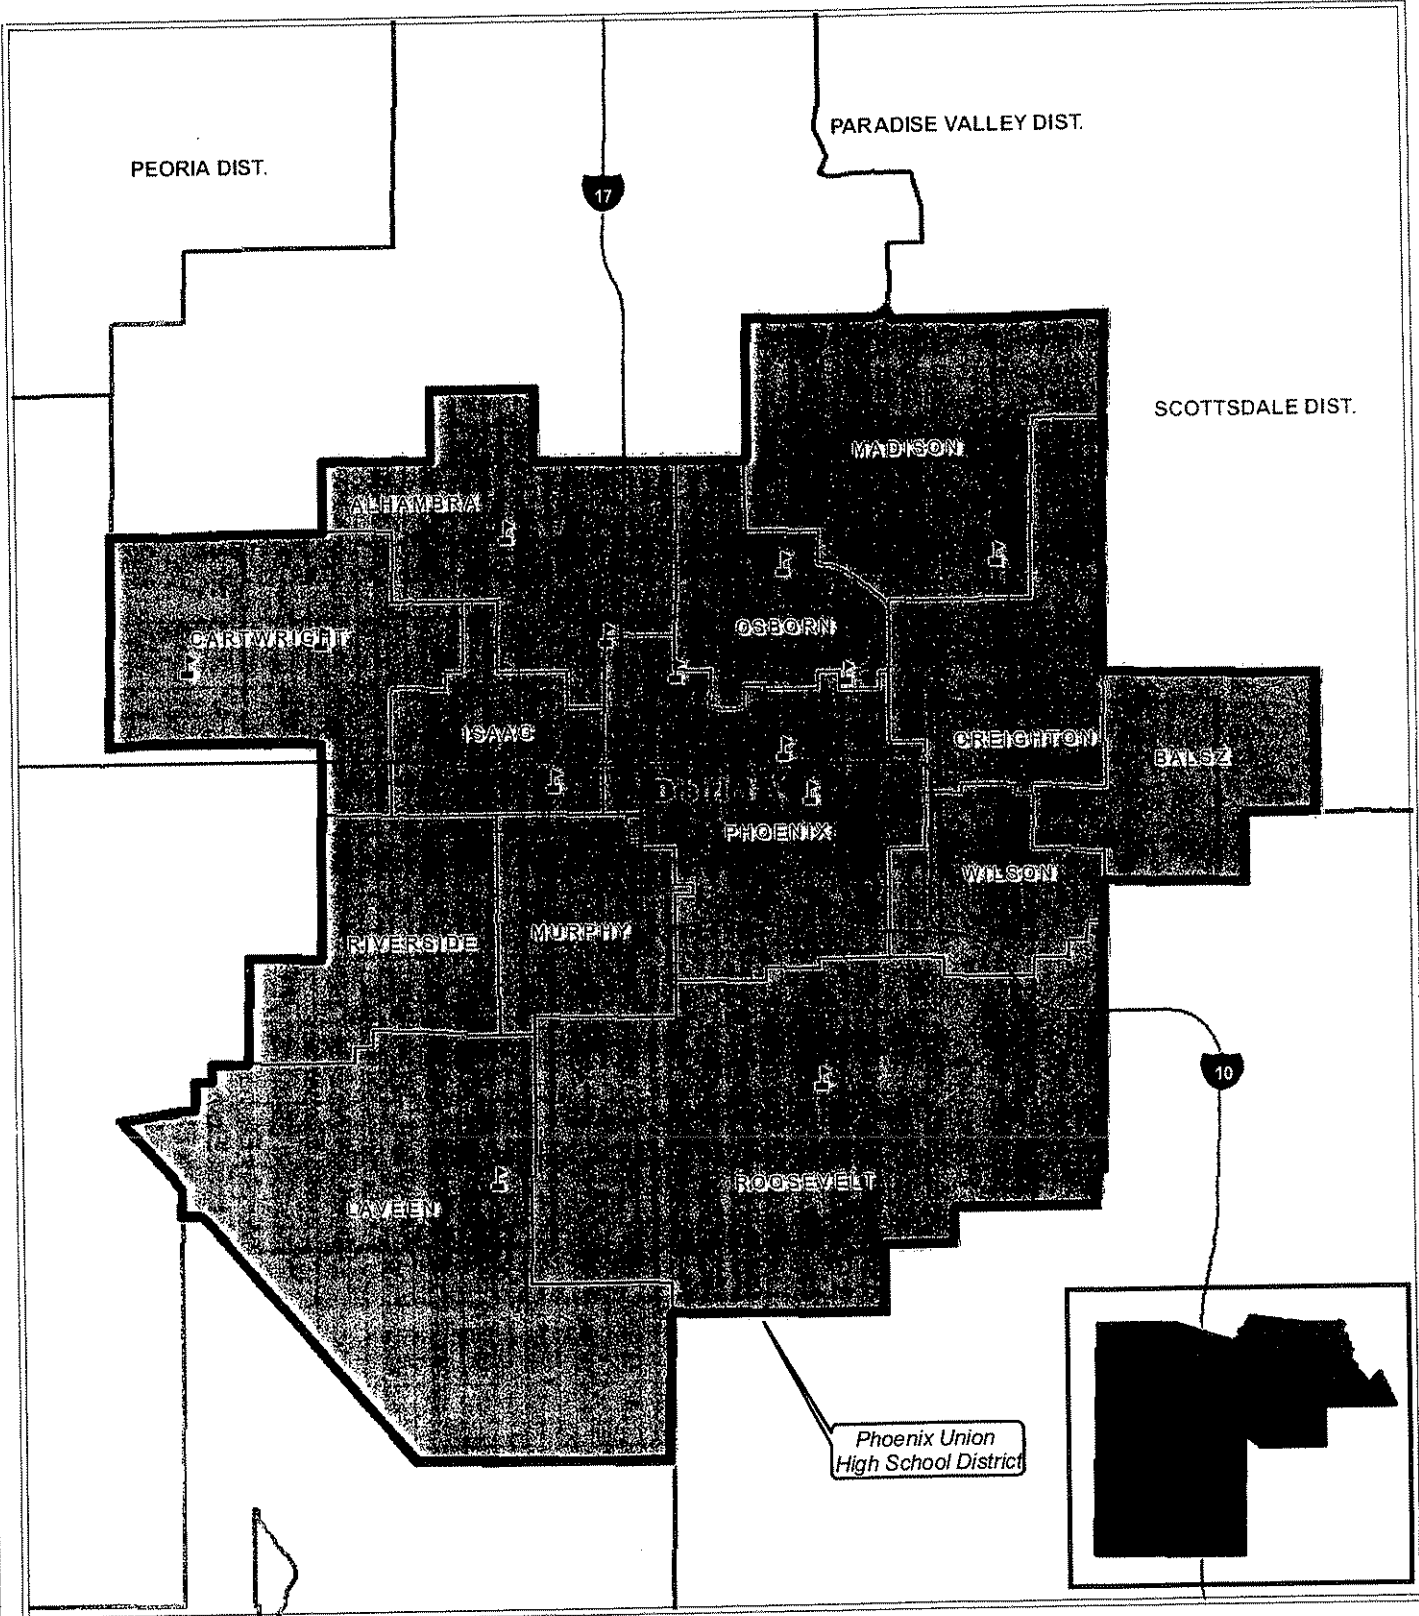 PARADISE VALLEY DIST.
PEORIA DIST.
17
SCOTTSDALE DIST.
MADISON
ALHAMBRA
OSBORN
CARTWRIGHT
ISAAC
CREIGHTON
BALSZ
PHOENIX
WILSON
MURPHY
RIVERSIDE
10
ROOSEVELT
LAVEEN
Phoenix Union
High School District